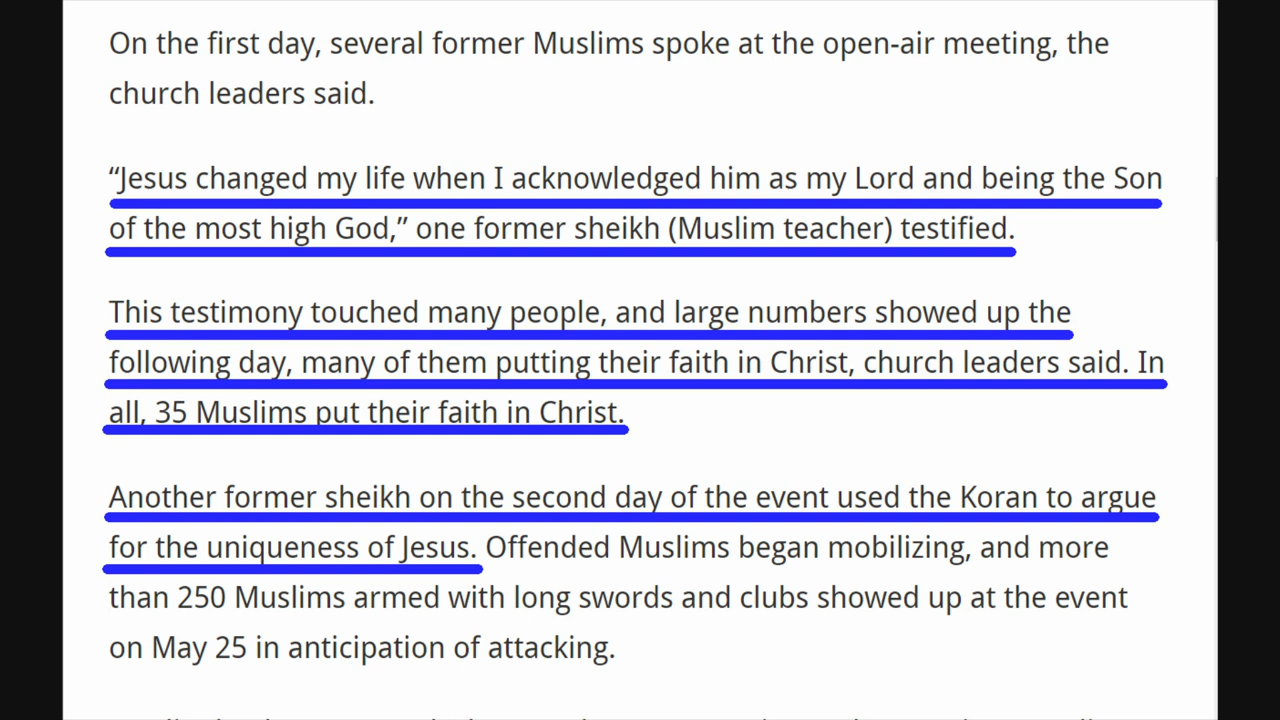 On the first day, several former Muslims spoke at the open-air meeting, the
church leaders said.
“Jesus changed my life when I acknowledged him as my Lord and being the Son
of the most high God,” one former sheikh (Muslim teacher) testified.
This testimony touched many people, and large numbers showed up the
following day, many of them putting their faith in Christ, church leaders said. In
all, 35 Muslims put their faith in Christ.
Another former sheikh on the second day of the event used the Koran to argue
for the uniqueness of Jesus. Offended Muslims began mobilizing, and more
than 250 Muslims armed with long swords and clubs showed up at the event
on May 25 in anticipation of attacking.